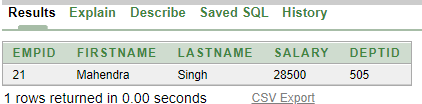 Results Explain Describe Saved SQL History
EMPID FIRSTNAME LASTNAME SALARY DEPTID
21 Mahendra Singh 28500 505
1 rows returned in 0.00 seconds CSV Export